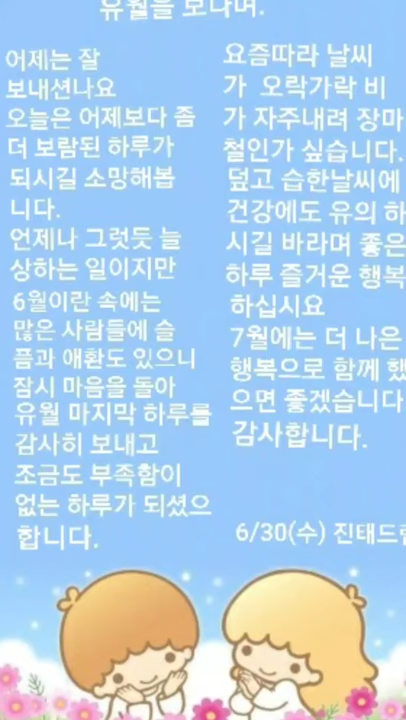 유월을 보내며.
어제는 잘
보내션나요
오늘은 어제보다 좀
더 보람된 하루가
되시길 소망해봅
니다.
언제나 그럿듯 늘
상하는 일이지만
6월이란 속에는
많은 사람들에 슬
픔과 애환도 있으니
잠시 마음을 돌아
유월 마지막 하루를
감사히 보내고
조금도 부족함이
없는 하루가 되셨으
합니다.
요즘따라 날씨
가 오락가락 비
가 자주내려 장마
철인가 싶습니다.
덮고 습한날씨에
건강에도 유의 하
시길 바라며 좋은
하루 즐거운 행복
하십시요
7월에는 더 나은
행복으로 함께 했
으면 좋겠습니다
감사합니다.
6/30(수) 진태드림